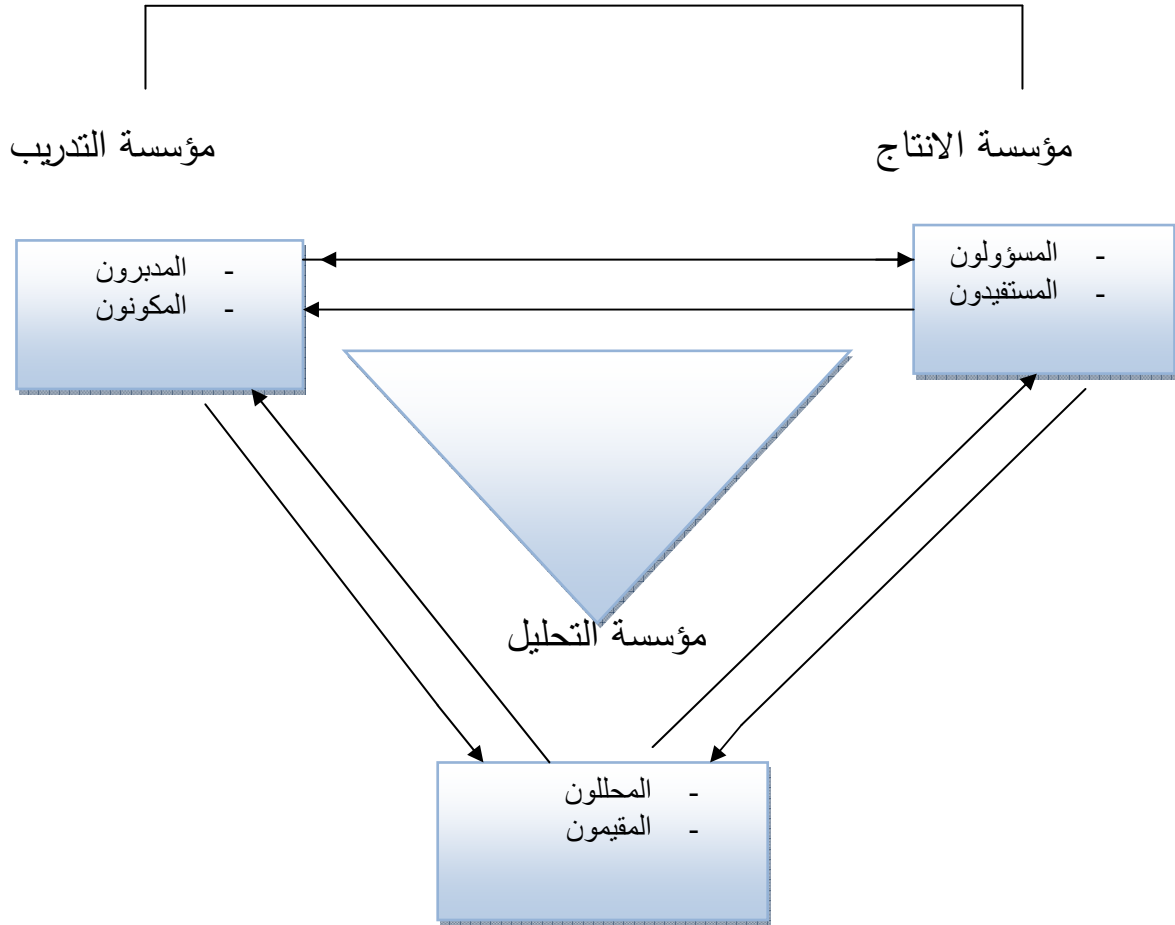 مؤسسة الانتاج
مؤسسة التدريب
- المسؤولون
- المستفيدون
- المدبرون
- المكونون
مؤسسة التحليل
- المحللون
- المقيمون